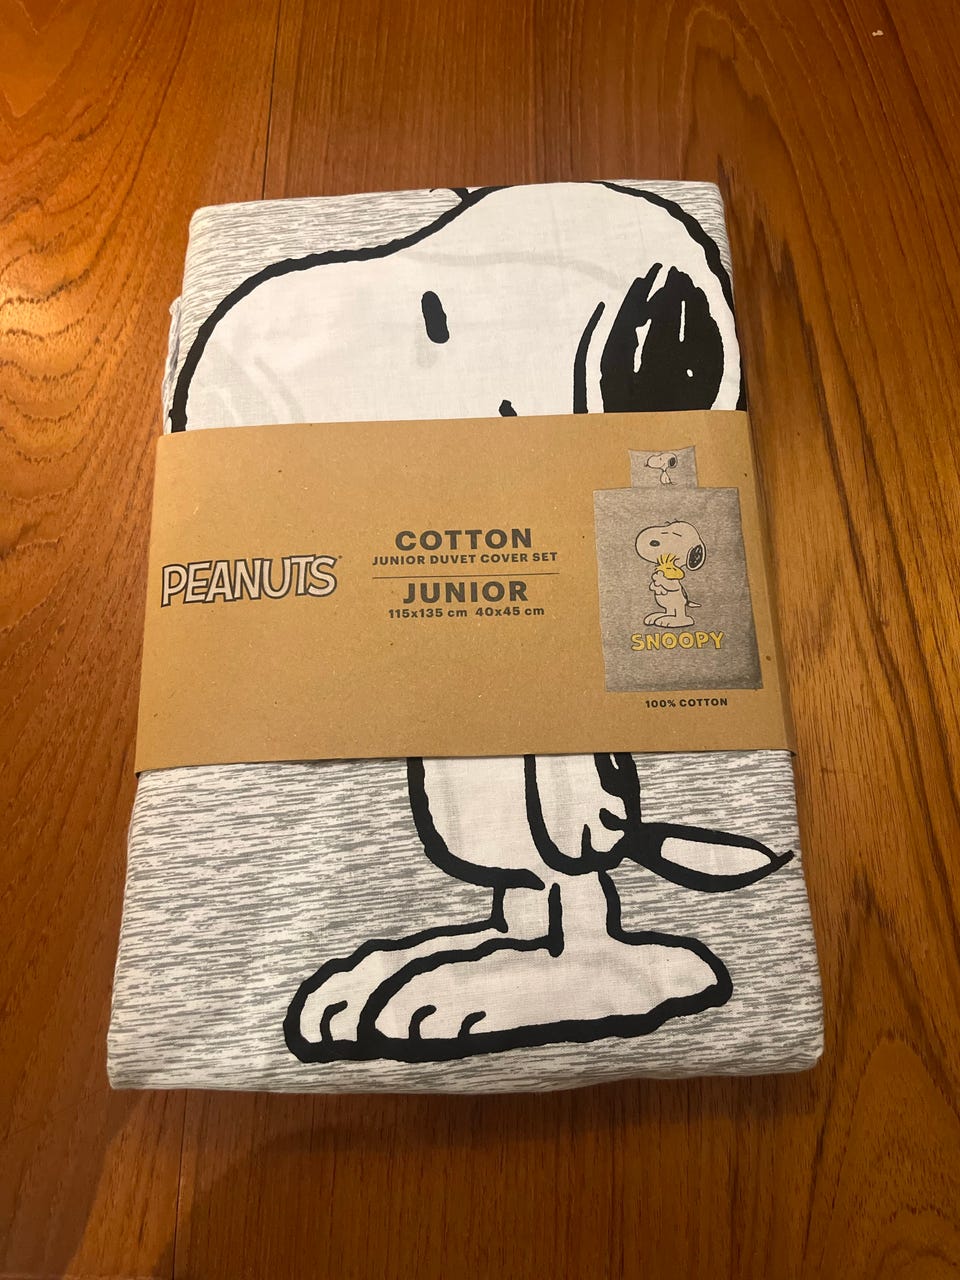 PEANUTS
COTTON
JUNIOR DUVET COVER SET
JUNIOR
115x135 cm 40x45 cm
SNOOPY
100% COTTON